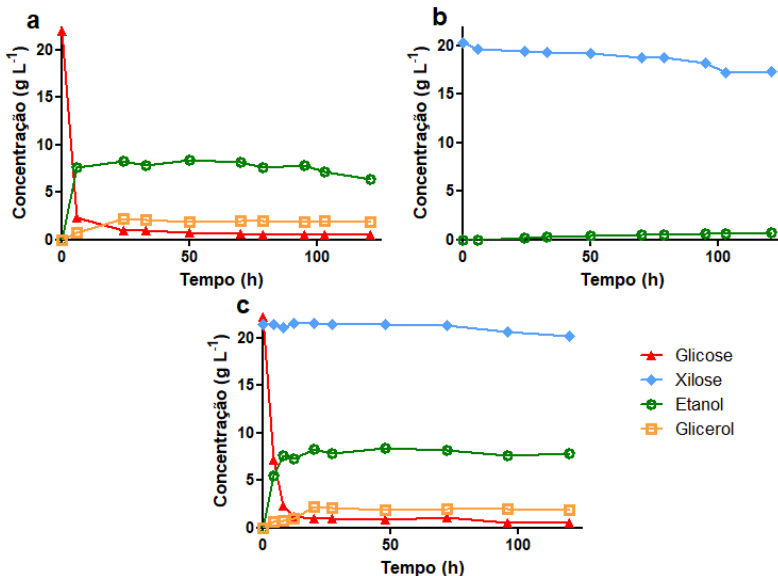 a
Concentração (g L⁻¹)
20
15
10
5
0
0
50
100
Tempo (h)
b
Concentração (g L⁻¹)
20
15
10
5
0
0
50
100
Tempo (h)
c
Concentração (g L⁻¹)
20
15
10
5
0
0
50
100
Tempo (h)
Glicose
Xilose
Etanol
Glicerol